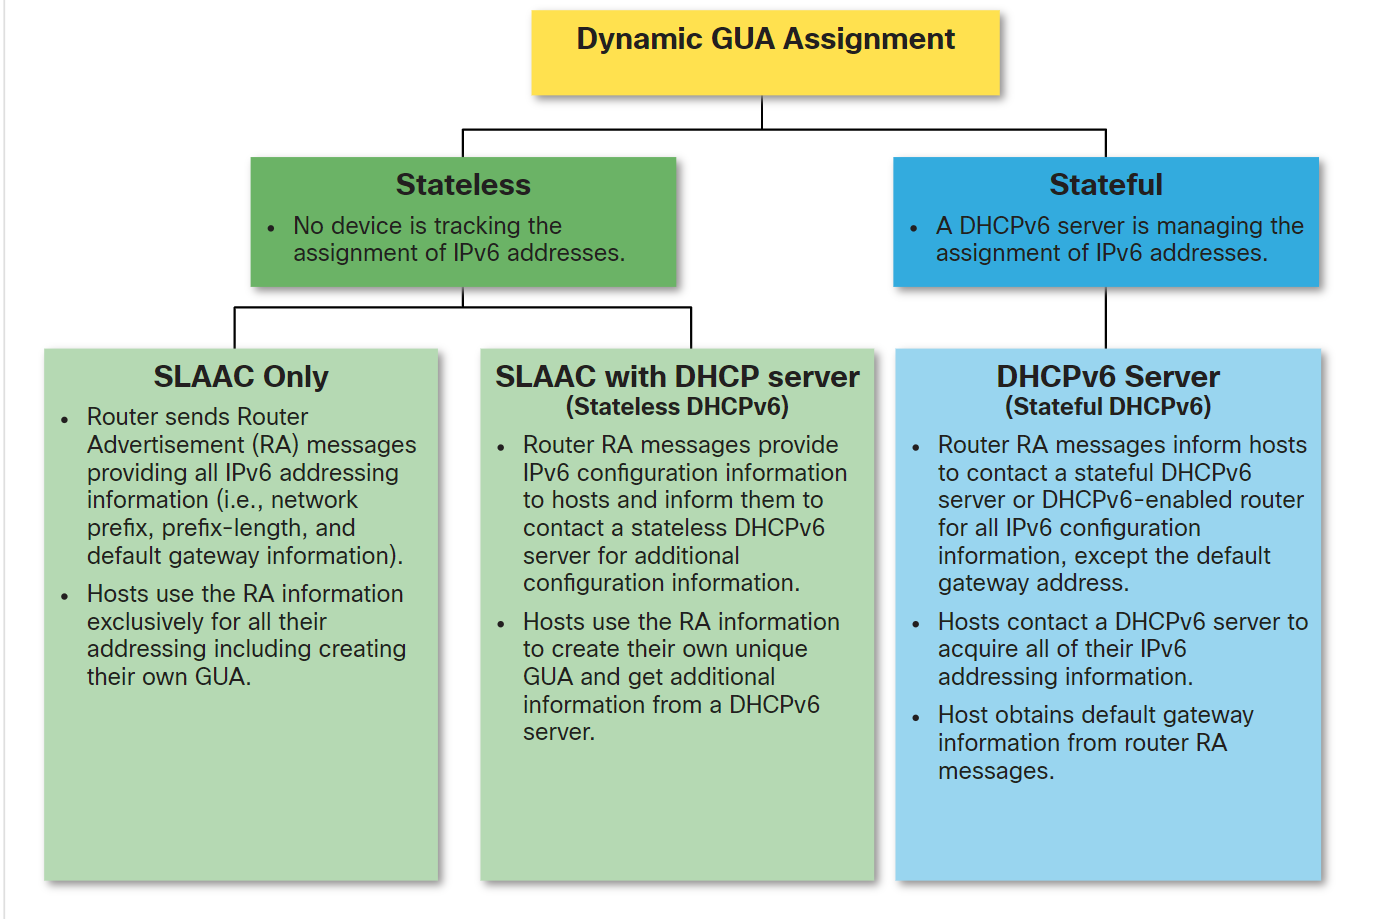 Dynamic GUA Assignment
Stateless
• No device is tracking the
assignment of IPv6 addresses.
Stateful
• A DHCPv6 server is managing the
assignment of IPv6 addresses.
SLAAC Only
• Router sends Router
Advertisement (RA) messages
providing all IPv6 addressing
information (i.e., network
prefix, prefix-length, and
default gateway information).
• Hosts use the RA information
exclusively for all their
addressing including creating
their own GUA.
SLAAC with DHCP server
(Stateless DHCPv6)
• Router RA messages provide
IPv6 configuration information
to hosts and inform them to
contact a stateless DHCPv6
server for additional
configuration information.
• Hosts use the RA information
to create their own unique
GUA and get additional
information from a DHCPv6
server.
DHCPv6 Server
(Stateful DHCPv6)
• Router RA messages inform hosts
to contact a stateful DHCPv6
server or DHCPv6-enabled router
for all IPv6 configuration
information, except the default
gateway address.
• Hosts contact a DHCPv6 server to
acquire all of their IPv6
addressing information.
• Host obtains default gateway
information from router RA
messages.